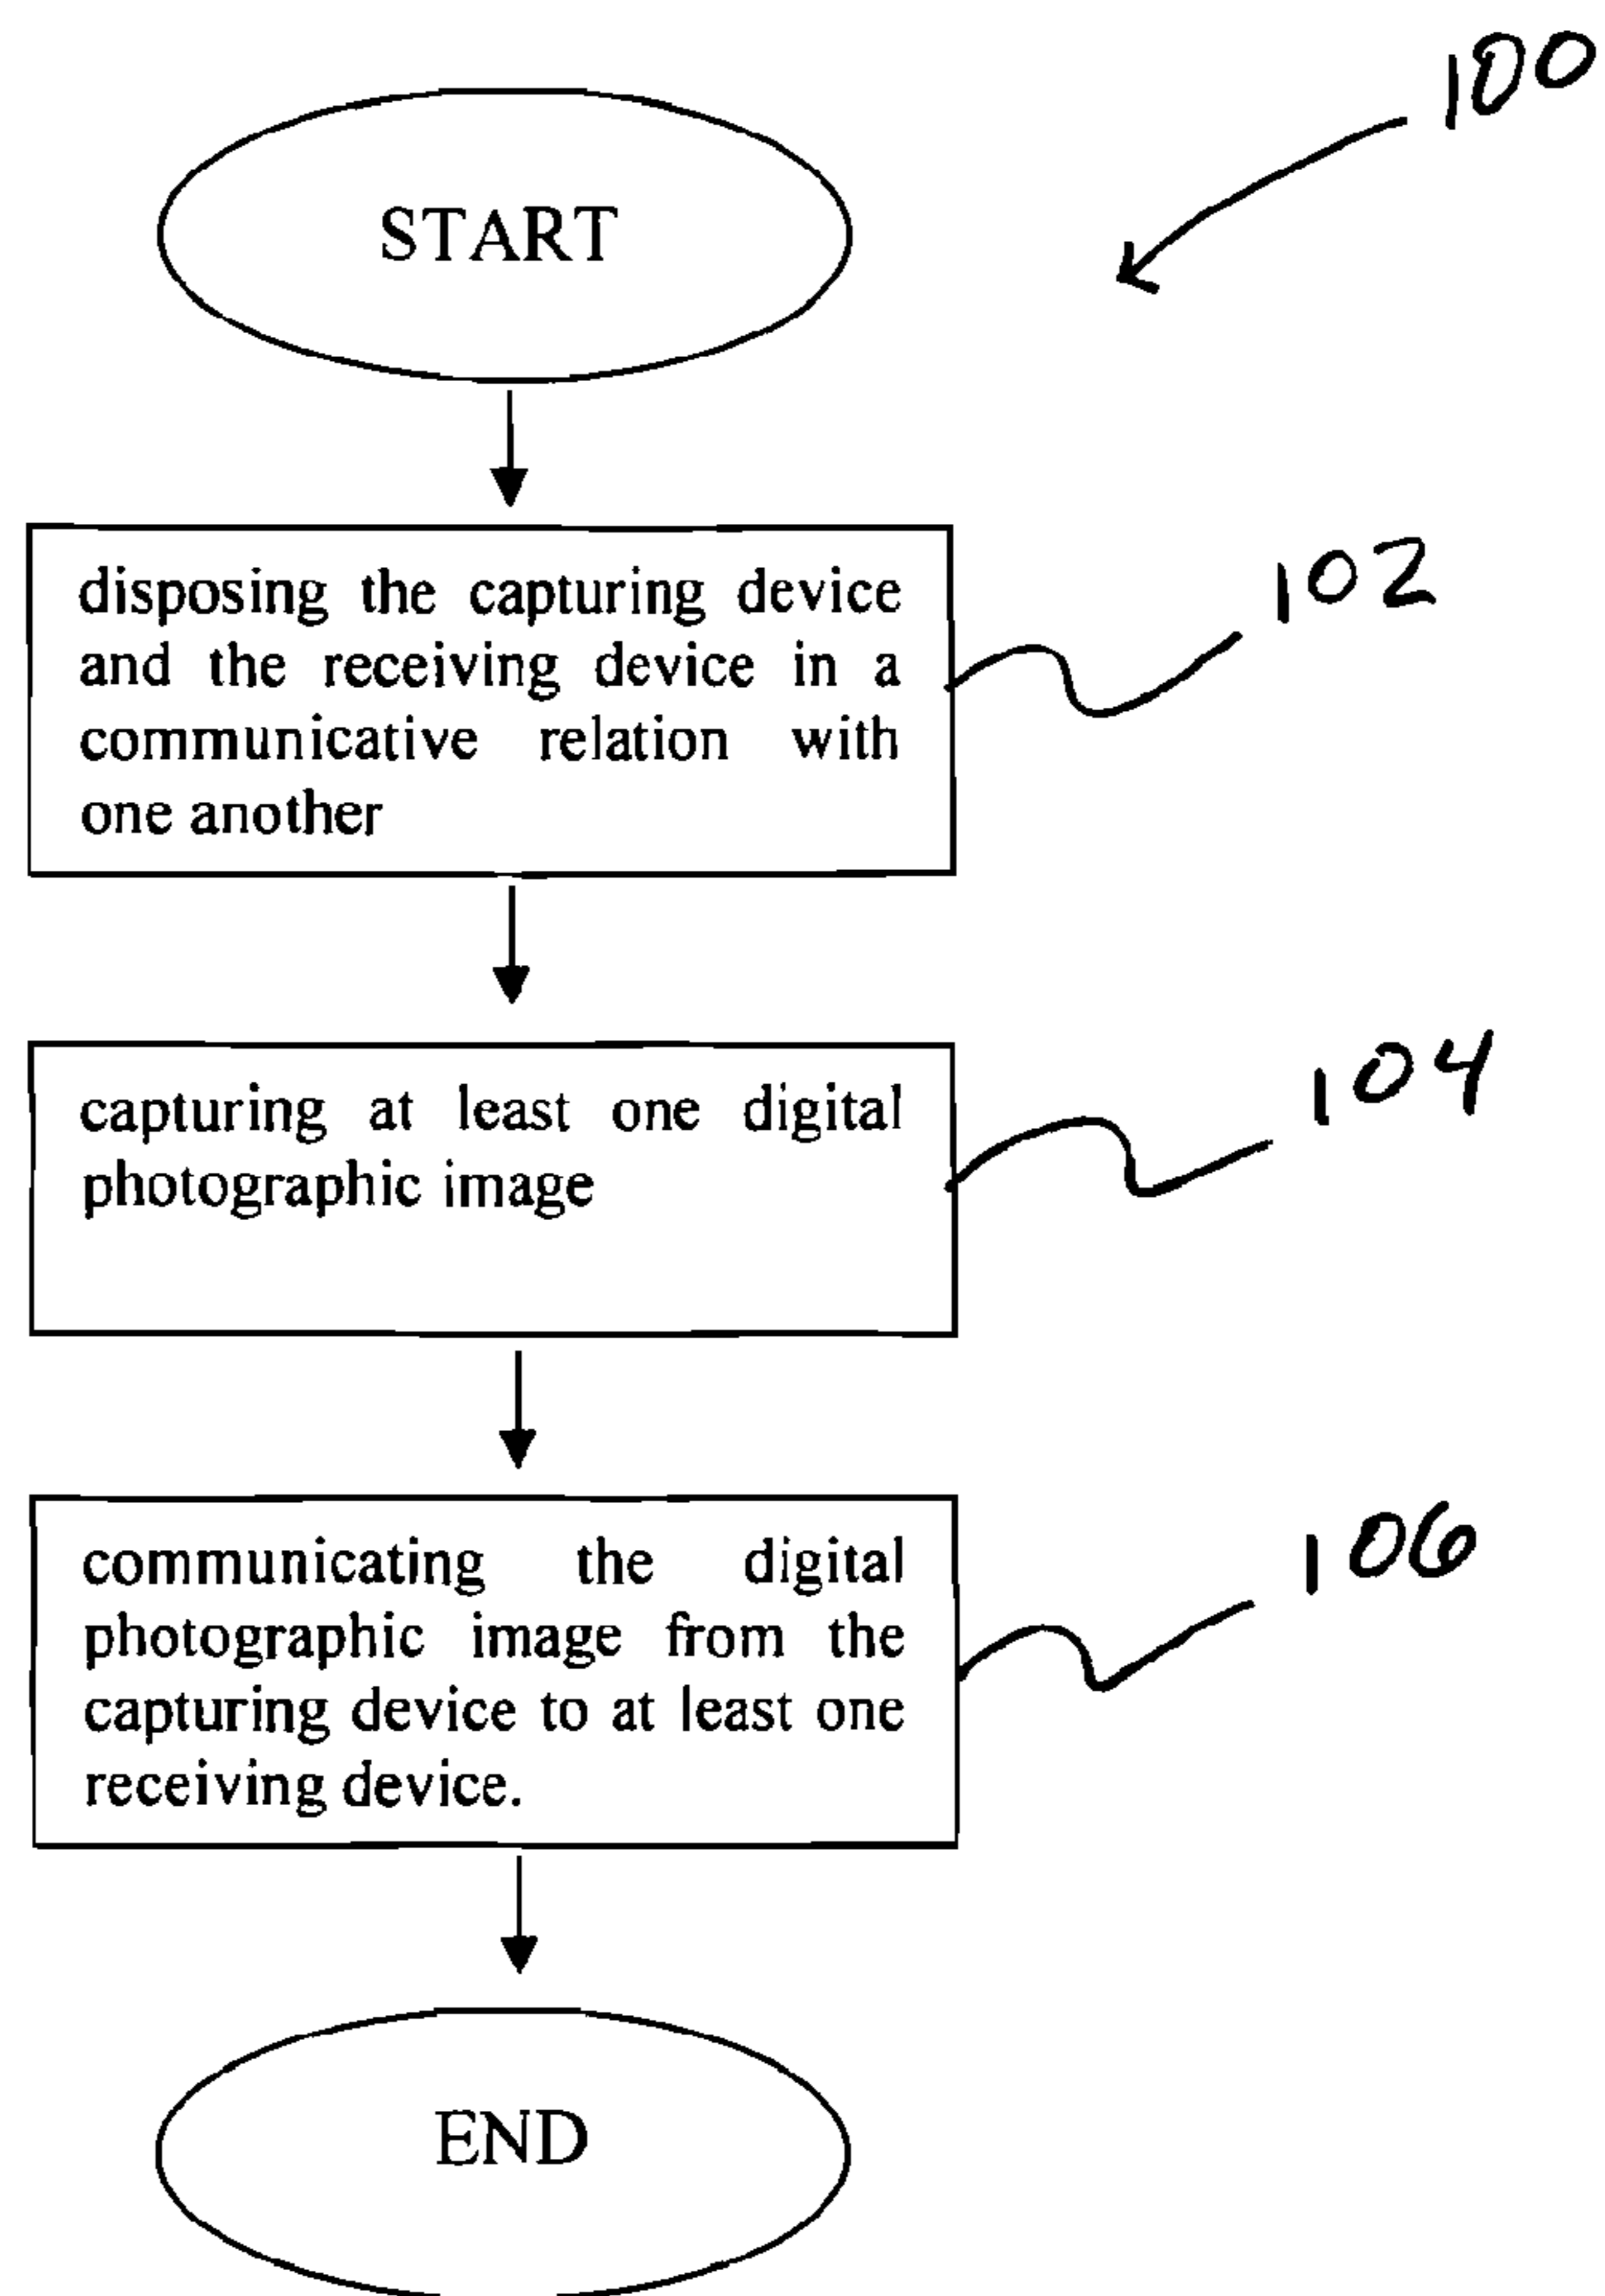 100
START
disposing the capturing device
and the receiving device in a
communicative relation with
one another
102
capturing at least one digital
photographic image
104
communicating the digital
photographic image from the
capturing device to at least one
receiving device.
106
END